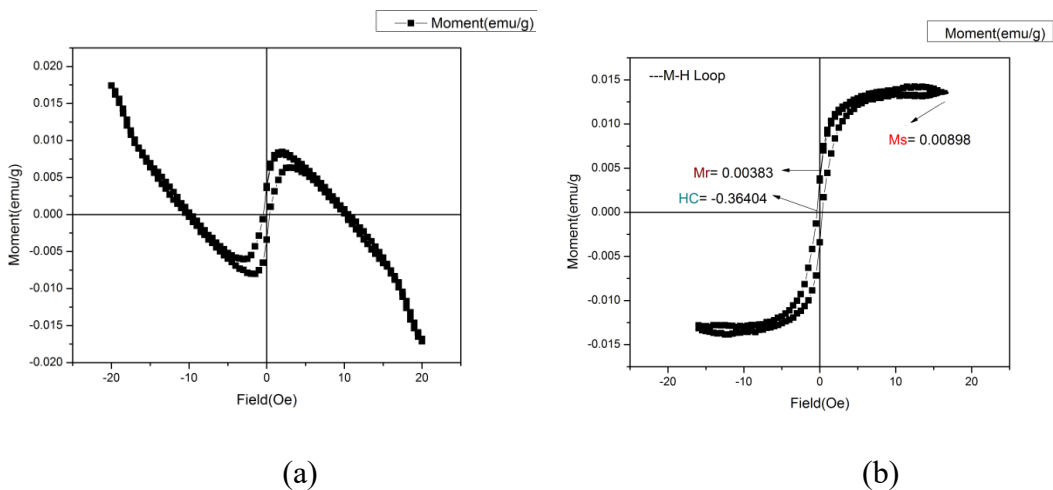 Moment(emu/g)
0.020
0.015
0.010
0.005
0.000
-0.005
-0.010
-0.015
-0.020
Moment(emu/g)
-20 -10 0 10 20
Field(Oe)
(a)
Moment(emu/g)
---M-H Loop
0.015
0.010
0.005
0.000
-0.005
-0.010
-0.015
Moment(emu/g
Ms= 0.00898
Mr= 0.00383
HC= -0.36404
-20 -10 0 10 20
Field(Oe)
(b)